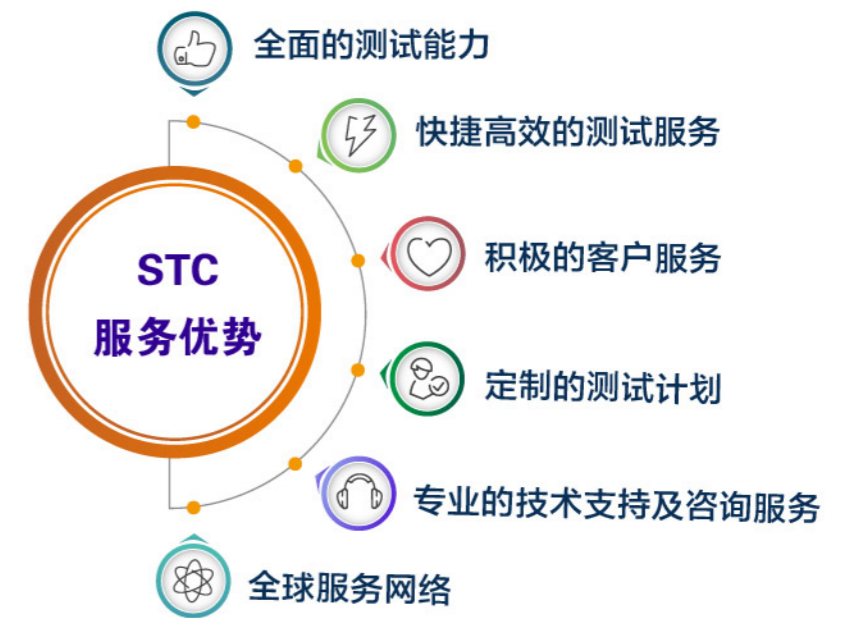 全面的测试能力
快捷高效的测试服务
STC
服务优势
积极的客户服务
定制的测试计划
专业的技术支持及咨询服务
全球服务网络